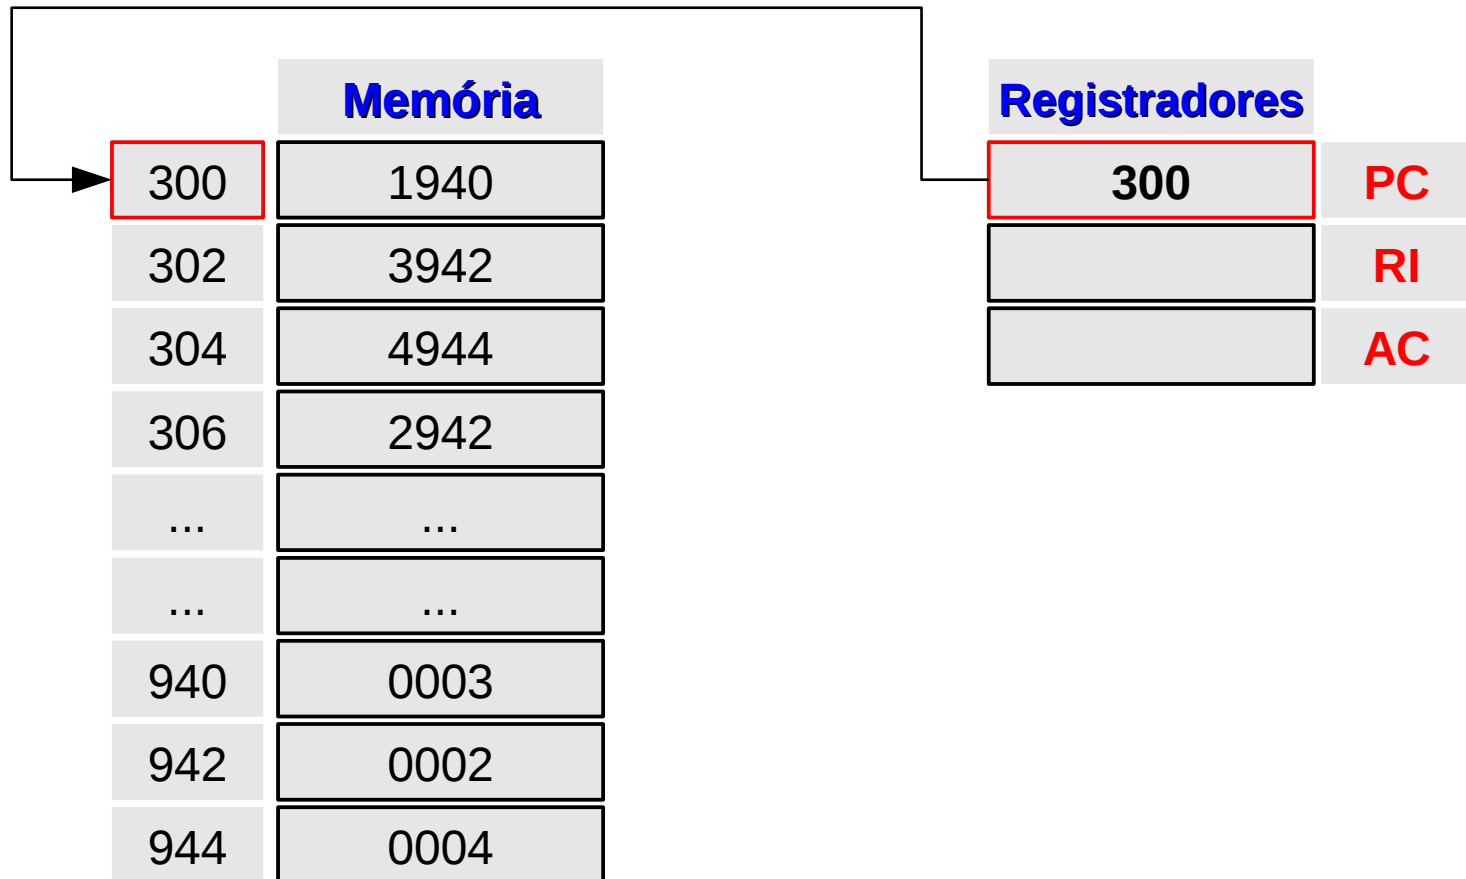 Memória Registradores
300 1940 300 PC
302 3942 RI
304 4944 AC
306 2942
... ...
... ...
940 0003
942 0002
944 0004